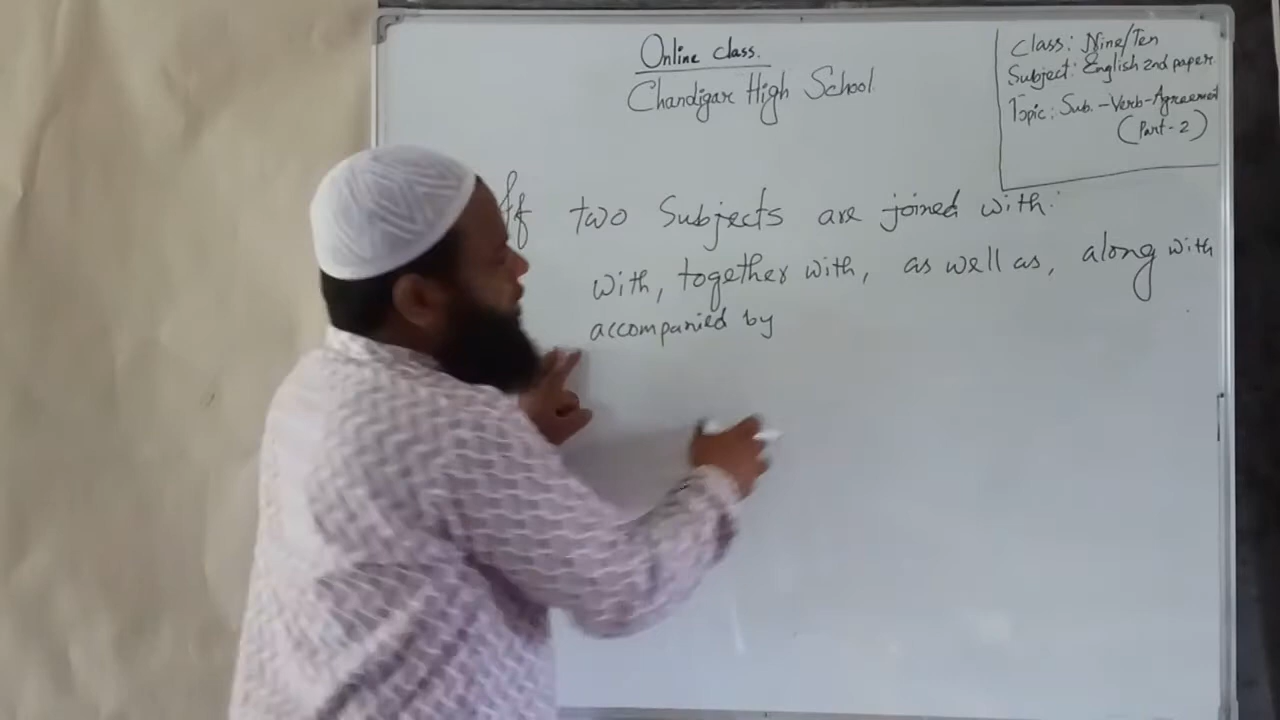 Online class.
Chandigar High School
Class: Nine/Ten
Subject: English 2nd paper
Topic: Sub.-Verb-Agreement
(Part-2)
If two Subjects are joined with:
with, together with, as well as, along with
accompanied by